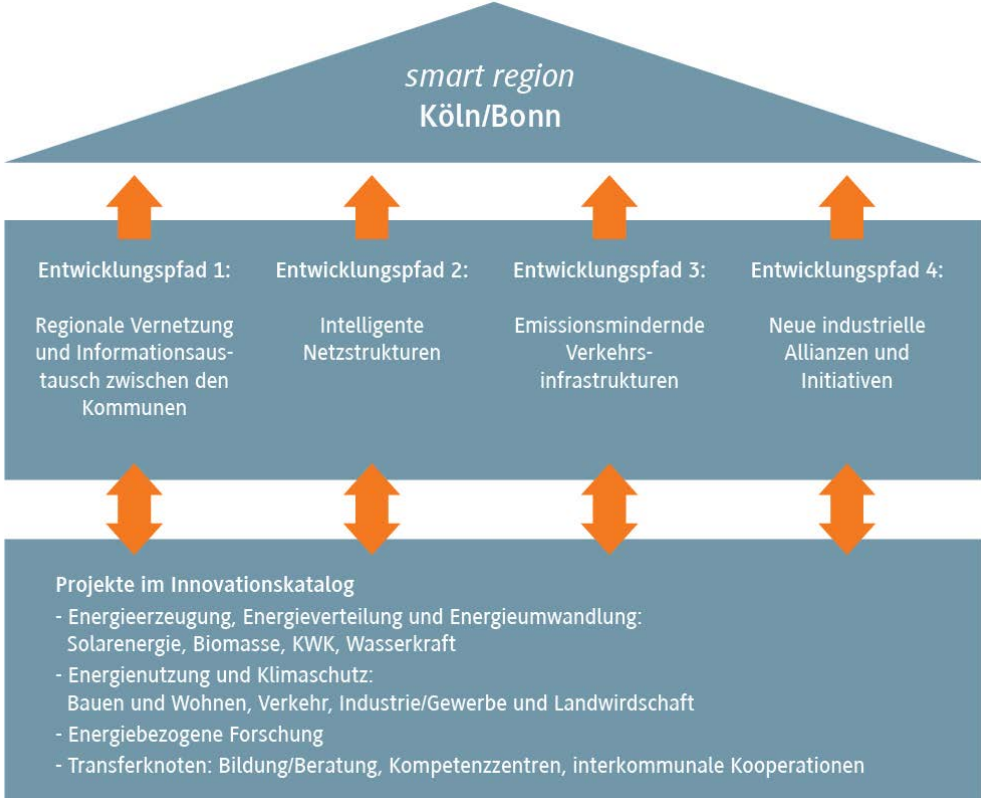 smart region
Köln/Bonn
Entwicklungspfad 1:
Regionale Vernetzung
und Informationsaus-
tausch zwischen den
Kommunen
Entwicklungspfad 2:
Intelligente
Netzstrukturen
Entwicklungspfad 3:
Emissionsmindernde
Verkehrs-
infrastrukturen
Entwicklungspfad 4:
Neue industrielle
Allianzen und
Initiativen
Projekte im Innovationskatalog
- Energieerzeugung, Energieverteilung und Energieumwandlung:
Solarenergie, Biomasse, KWK, Wasserkraft
- Energienutzung und Klimaschutz:
Bauen und Wohnen, Verkehr, Industrie/Gewerbe und Landwirdschaft
- Energiebezogene Forschung
- Transferknoten: Bildung/Beratung, Kompetenzzentren, interkommunale Kooperationen